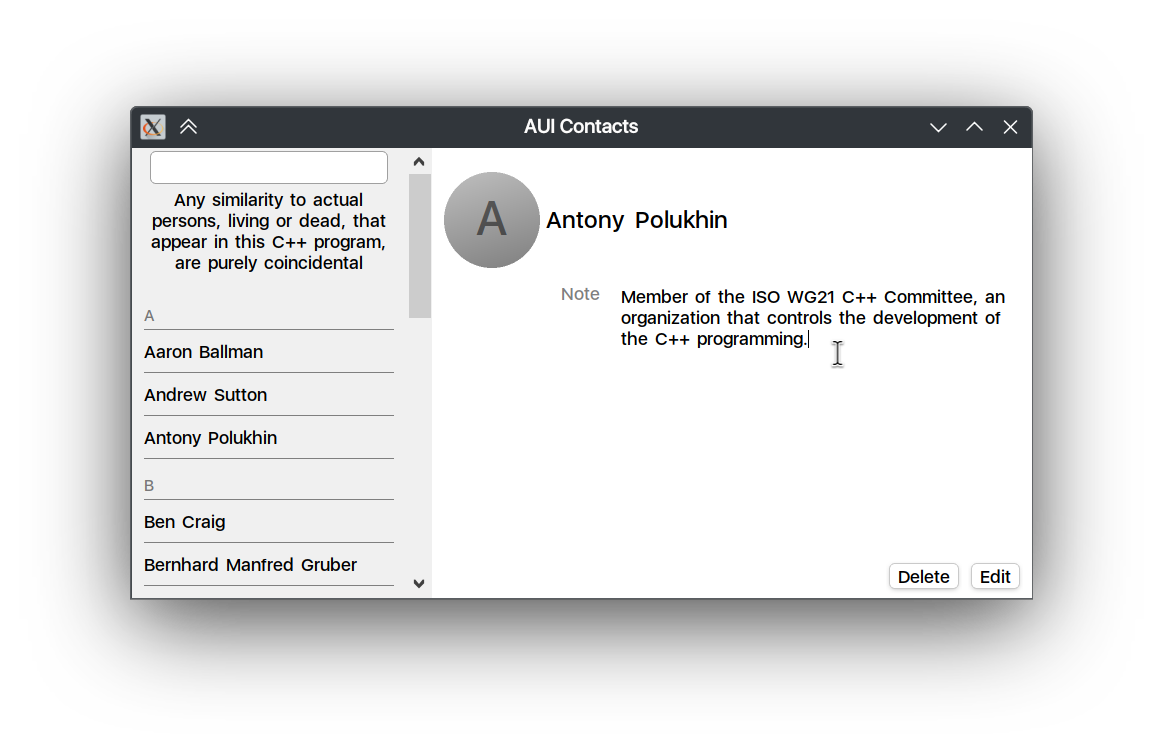 AUI Contacts
Any similarity to actual
persons, living or dead, that
appear in this C++ program,
are purely coincidental
A
Aaron Ballman
Andrew Sutton
Antony Polukhin
B
Ben Craig
Bernhard Manfred Gruber
A
Antony Polukhin
Note
Member of the ISO WG21 C++ Committee, an
organization that controls the development of
the C++ programming.
Delete
Edit